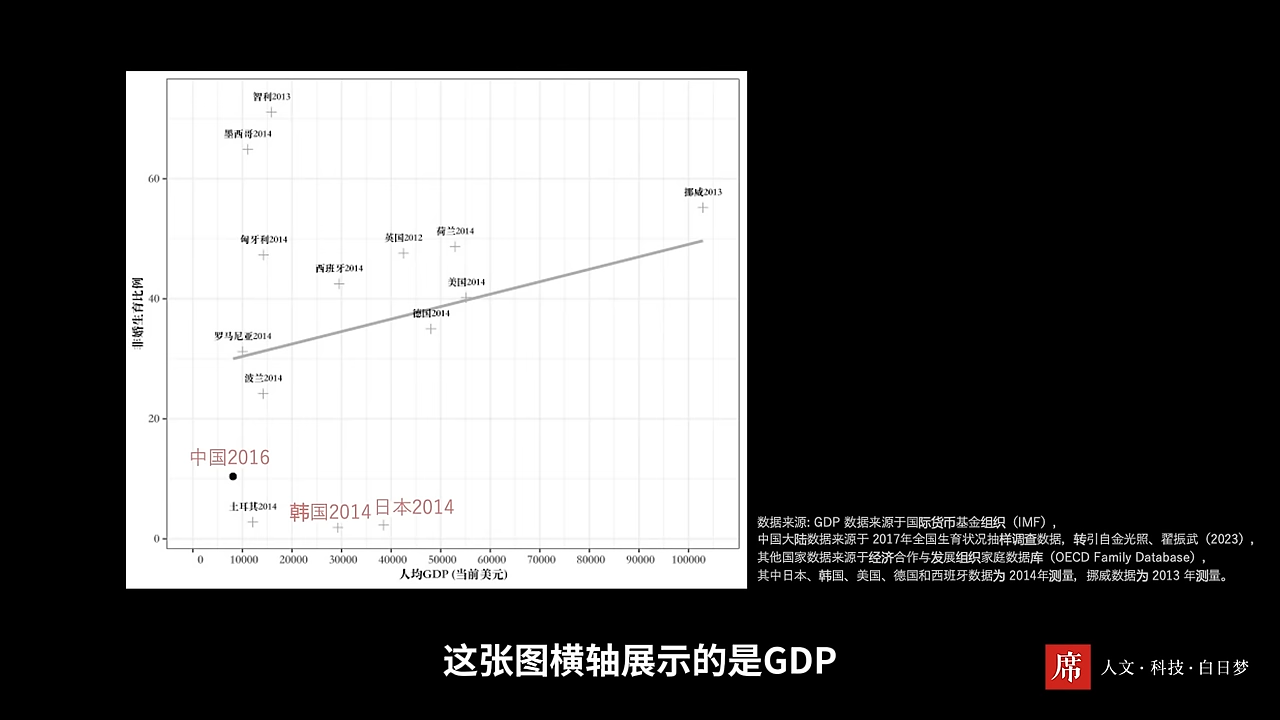 智利2013
墨西哥2014
60
挪威2013
匈牙利2014
英国2012
荷兰2014
西班牙2014
美国2014
40
德国2014
罗马尼亚2014
波兰2014
20
中国2016
土耳其2014
韩国2014
日本2014
0
0 10000 20000 30000 40000 50000 60000 70000 80000 90000 100000
人均GDP (当前美元)
非婚生育比例
数据来源: GDP 数据来源于国际货币基金组织（IMF），
中国大陆数据来源于 2017年全国生育状况抽样调查数据，转引自金光照、翟振武（2023），
其他国家数据来源于经济合作与发展组织家庭数据库（OECD Family Database），
其中日本、韩国、美国、德国和西班牙数据为 2014年测量，挪威数据为 2013 年测量。
这张图横轴展示的是GDP
席 人文·科技·白日梦